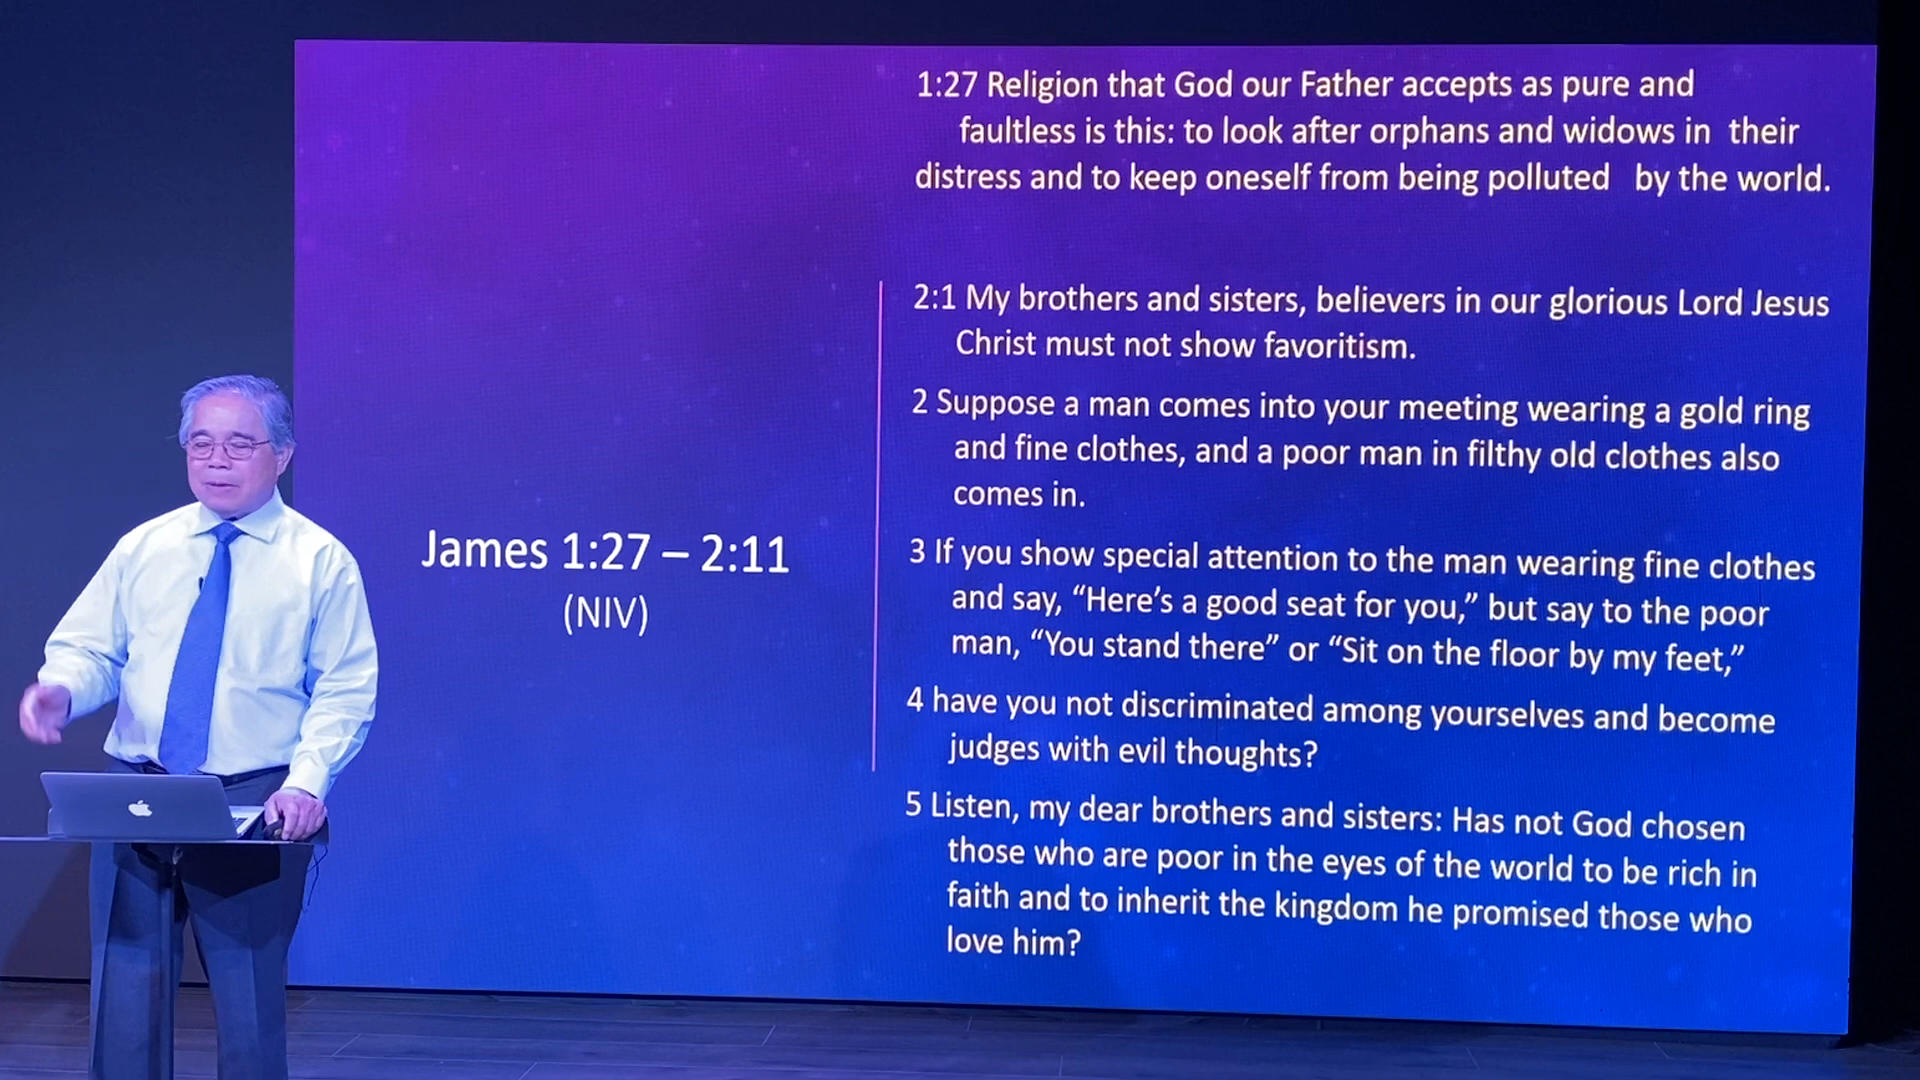 1:27 Religion that God our Father accepts as pure and
faultless is this: to look after orphans and widows in their
distress and to keep oneself from being polluted by the world.
James 1:27 – 2:11
(NIV)
2:1 My brothers and sisters, believers in our glorious Lord Jesus
Christ must not show favoritism.
2 Suppose a man comes into your meeting wearing a gold ring
and fine clothes, and a poor man in filthy old clothes also
comes in.
3 If you show special attention to the man wearing fine clothes
and say, “Here’s a good seat for you,” but say to the poor
man, “You stand there” or “Sit on the floor by my feet,”
4 have you not discriminated among yourselves and become
judges with evil thoughts?
5 Listen, my dear brothers and sisters: Has not God chosen
those who are poor in the eyes of the world to be rich in
faith and to inherit the kingdom he promised those who
love him?